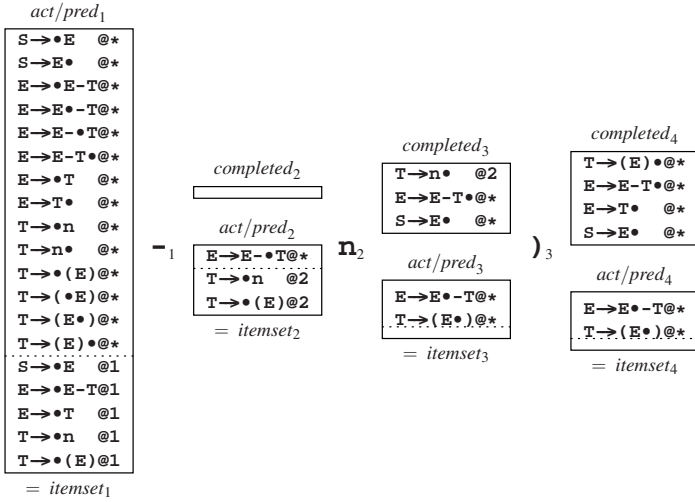 act/pred₁
S→•E @*
S→E• @*
E→•E-T@*
E→E•-T@*
E→E-•T@*
E→E-T•@*
E→•T @*
E→T• @*
T→•n @*
T→n• @*
T→•(E)@*
T→(•E)@*
T→(E•)@*
T→(E)•@*
S→•E @1
E→•E-T@1
E→•T @1
T→•n @1
T→•(E)@1
= itemset₁
-₁
completed₂
act/pred₂
E→E-•T@*
T→•n @2
T→•(E)@2
= itemset₂
n₂
completed₃
T→n• @2
E→E-T•@*
S→E• @*
act/pred₃
E→E•-T@*
T→(E•)@*
= itemset₃
)₃
completed₄
T→(E)•@*
E→E-T•@*
E→T• @*
S→E• @*
act/pred₄
E→E•-T@*
T→(E•)@*
= itemset₄